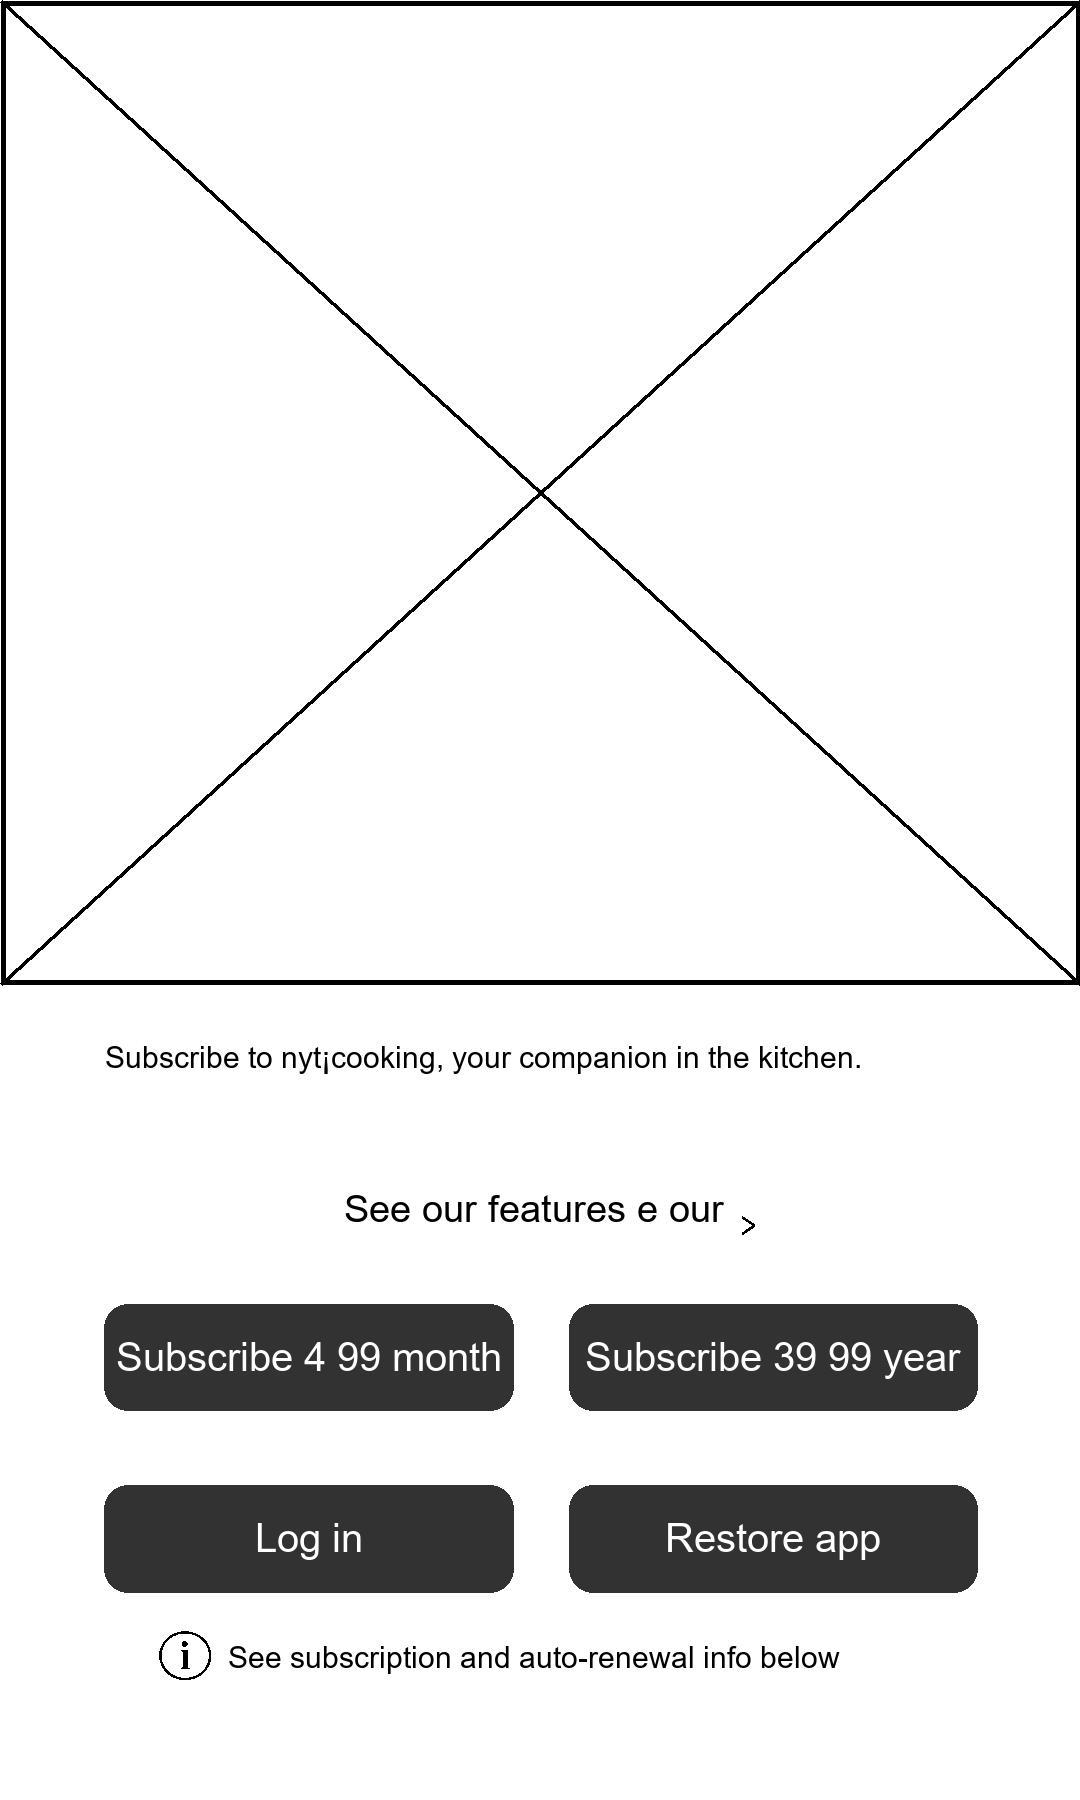 Subscribe to nyt¡cooking, your companion in the kitchen.
See our features e our >
Subscribe 4 99 month
Subscribe 39 99 year
Log in
Restore app
i See subscription and auto-renewal info below